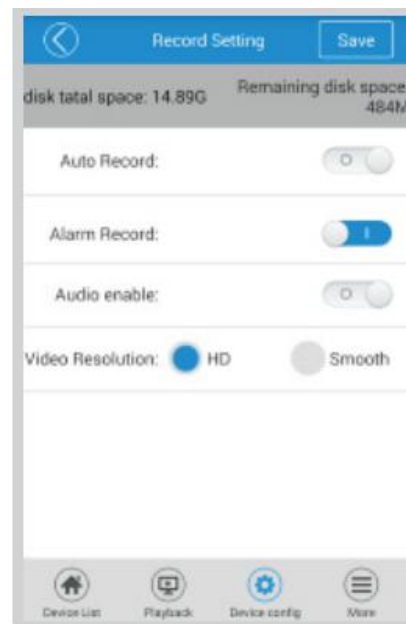 Record Setting
Save
disk tatal space: 14.89G
Remaining disk space
484M
Auto Record:
O
Alarm Record:
I
Audio enable:
O
Video Resolution:
HD
Smooth
Device List
Playback
Device config
More